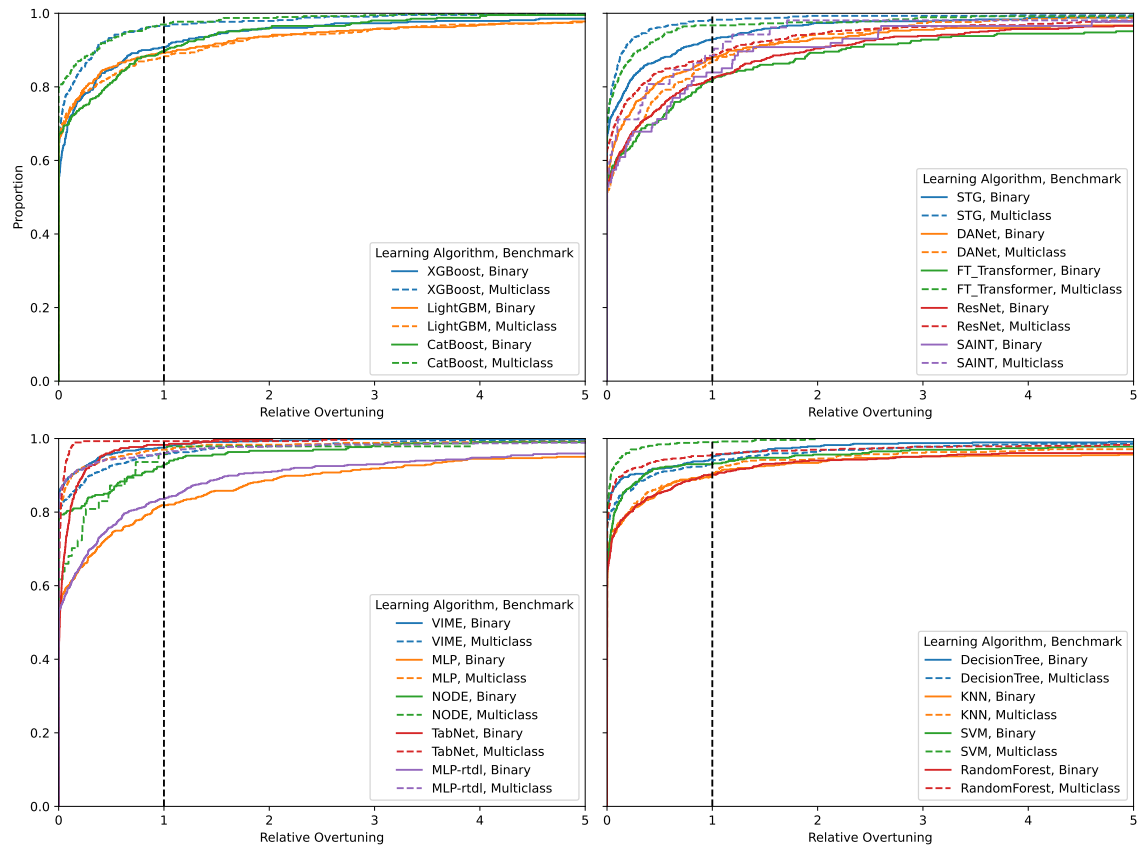 1.0
0.8
0.6
0.4
0.2
0.0
Proportion
0
1
2
3
4
5
Relative Overtuning
Learning Algorithm, Benchmark
XGBoost, Binary
XGBoost, Multiclass
LightGBM, Binary
LightGBM, Multiclass
CatBoost, Binary
CatBoost, Multiclass
0
1
2
3
4
5
Relative Overtuning
Learning Algorithm, Benchmark
STG, Binary
STG, Multiclass
DANet, Binary
DANet, Multiclass
FT_Transformer, Binary
FT_Transformer, Multiclass
ResNet, Binary
ResNet, Multiclass
SAINT, Binary
SAINT, Multiclass
1.0
0.8
0.6
0.4
0.2
0.0
0
1
2
3
4
5
Relative Overtuning
Learning Algorithm, Benchmark
VIME, Binary
VIME, Multiclass
MLP, Binary
MLP, Multiclass
NODE, Binary
NODE, Multiclass
TabNet, Binary
TabNet, Multiclass
MLP-rtdl, Binary
MLP-rtdl, Multiclass
0
1
2
3
4
5
Relative Overtuning
Learning Algorithm, Benchmark
DecisionTree, Binary
DecisionTree, Multiclass
KNN, Binary
KNN, Multiclass
SVM, Binary
SVM, Multiclass
RandomForest, Binary
RandomForest, Multiclass